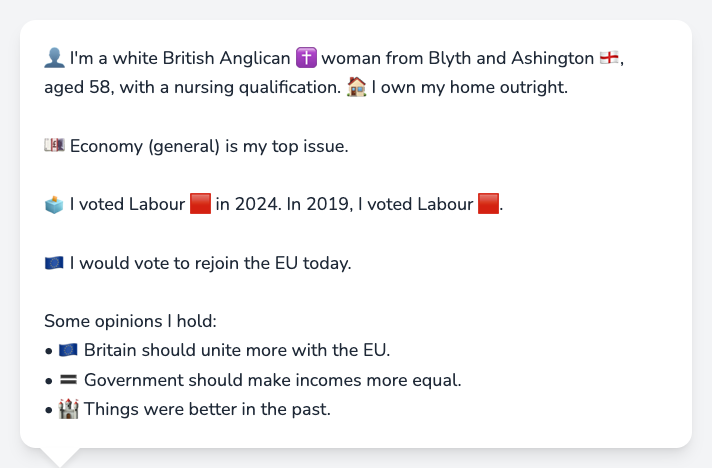 👤 I'm a white British Anglican ✝️ woman from Blyth and Ashington 🏴󠁧󠁢󠁥󠁮󠁧󠁿,
aged 58, with a nursing qualification. 🏠 I own my home outright.
💷 Economy (general) is my top issue.
🗳️ I voted Labour 🟥 in 2024. In 2019, I voted Labour 🟥.
🇪🇺 I would vote to rejoin the EU today.
Some opinions I hold:
• 🇪🇺 Britain should unite more with the EU.
• 🟰 Government should make incomes more equal.
• 🏰 Things were better in the past.